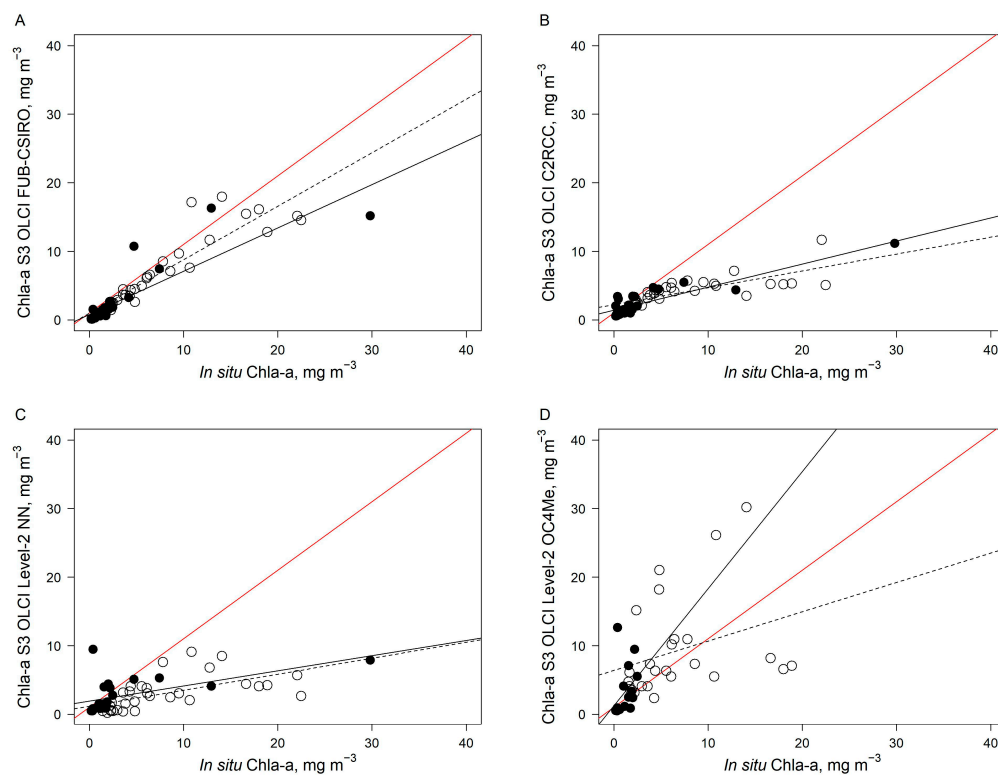 A
Chla-a S3 OLCI FUB-CSIRO, mg m⁻³
40
30
20
10
0
0 10 20 30 40
In situ Chla-a, mg m⁻³
B
Chla-a S3 OLCI C2RCC, mg m⁻³
40
30
20
10
0
0 10 20 30 40
In situ Chla-a, mg m⁻³
C
Chla-a S3 OLCI Level-2 NN, mg m⁻³
40
30
20
10
0
0 10 20 30 40
In situ Chla-a, mg m⁻³
D
Chla-a S3 OLCI Level-2 OC4Me, mg m⁻³
40
30
20
10
0
0 10 20 30 40
In situ Chla-a, mg m⁻³